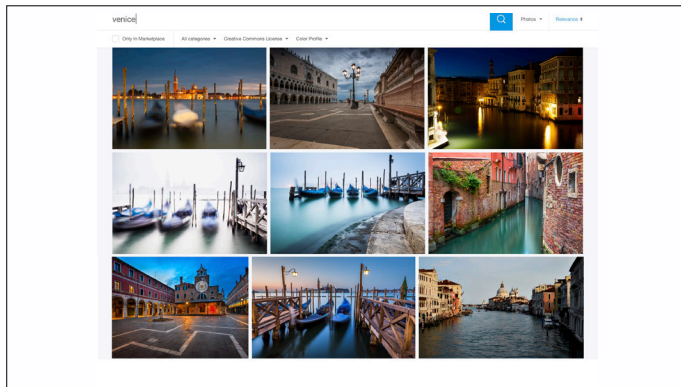 venice
Photos
Relevance
Only in Marketplace
All categories
Creative Commons License
Color Profile